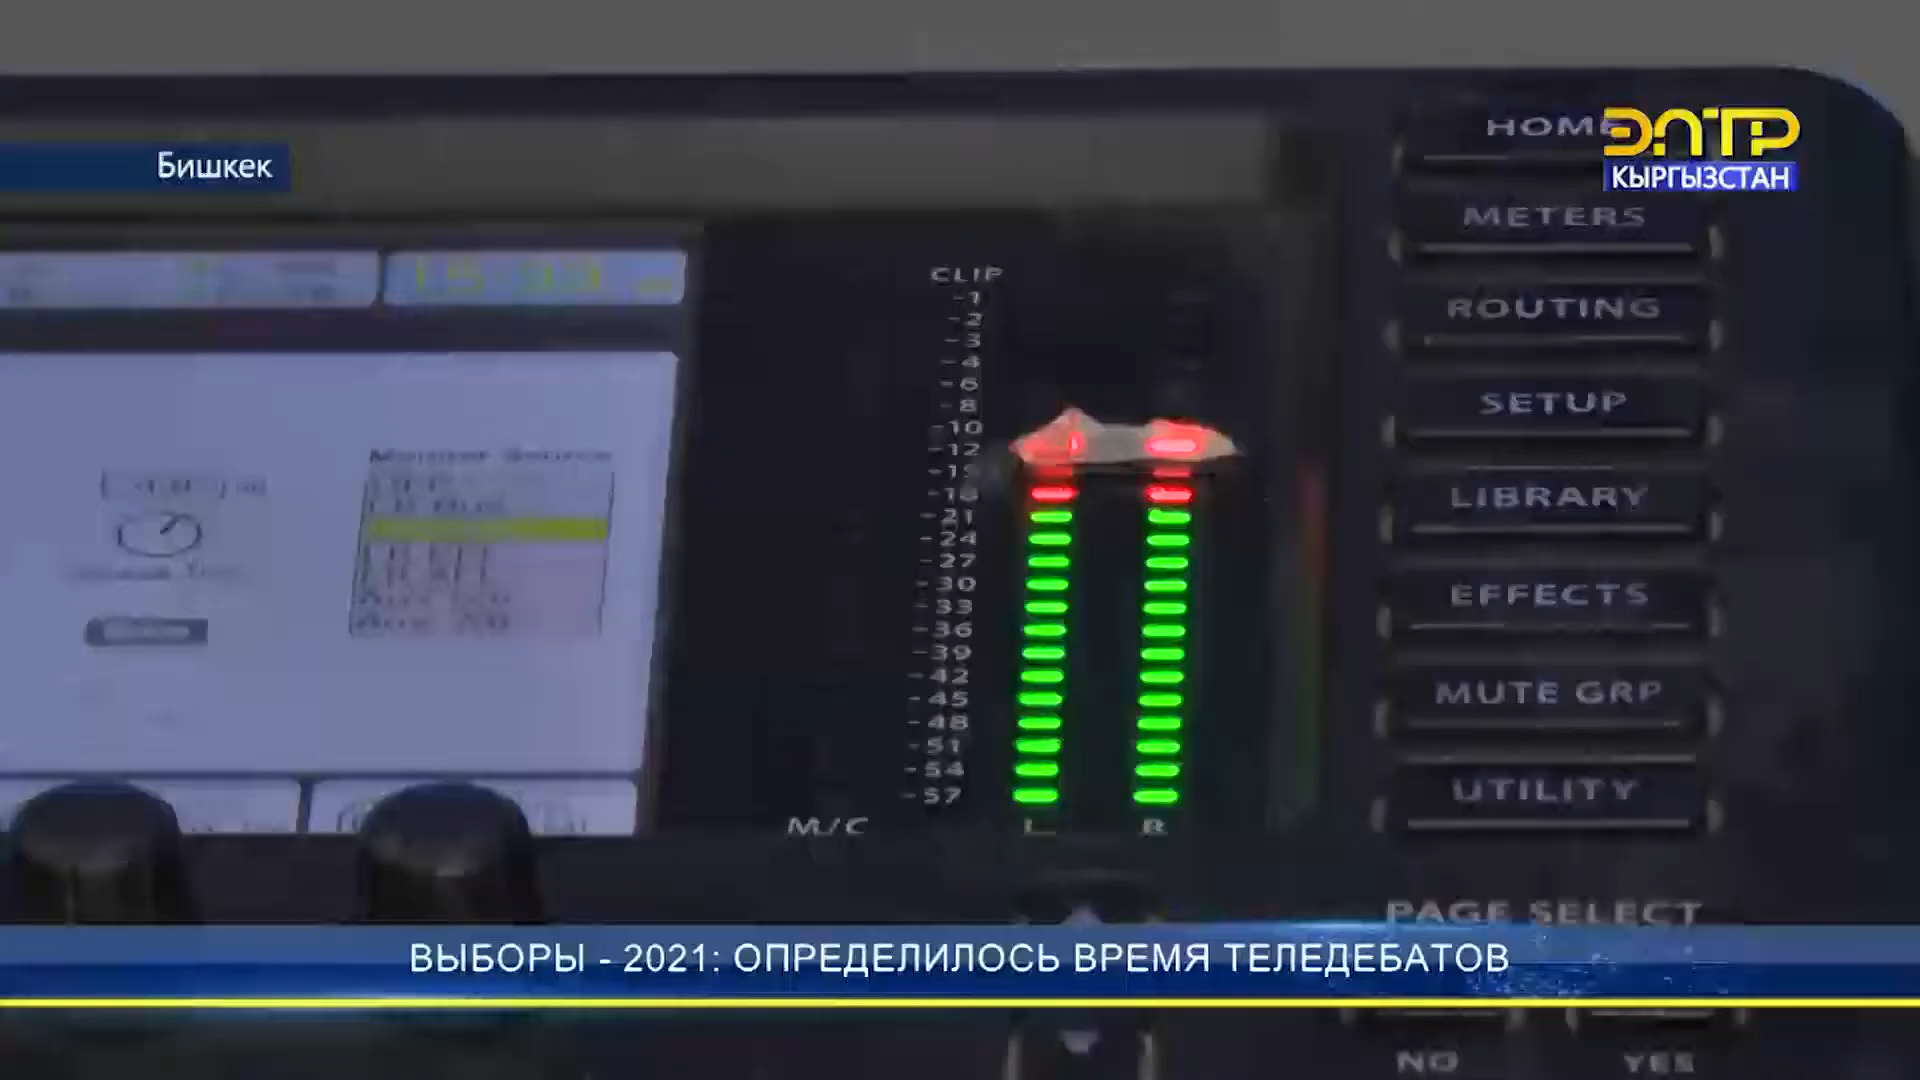 HOME
ЭЛТР
КЫРГЫЗСТАН
Бишкек
METERS
ROUTING
SETUP
LIBRARY
EFFECTS
MUTE GRP
UTILITY
CLIP
-1
-2
-3
-4
-6
-8
-10
-12
-15
-18
-21
-24
-27
-30
-33
-36
-39
-42
-45
-48
-51
-54
-57
M/C
L
R
PAGE SELECT
ВЫБОРЫ - 2021: ОПРЕДЕЛИЛОСЬ ВРЕМЯ ТЕЛЕДЕБАТОВ
NO
YES